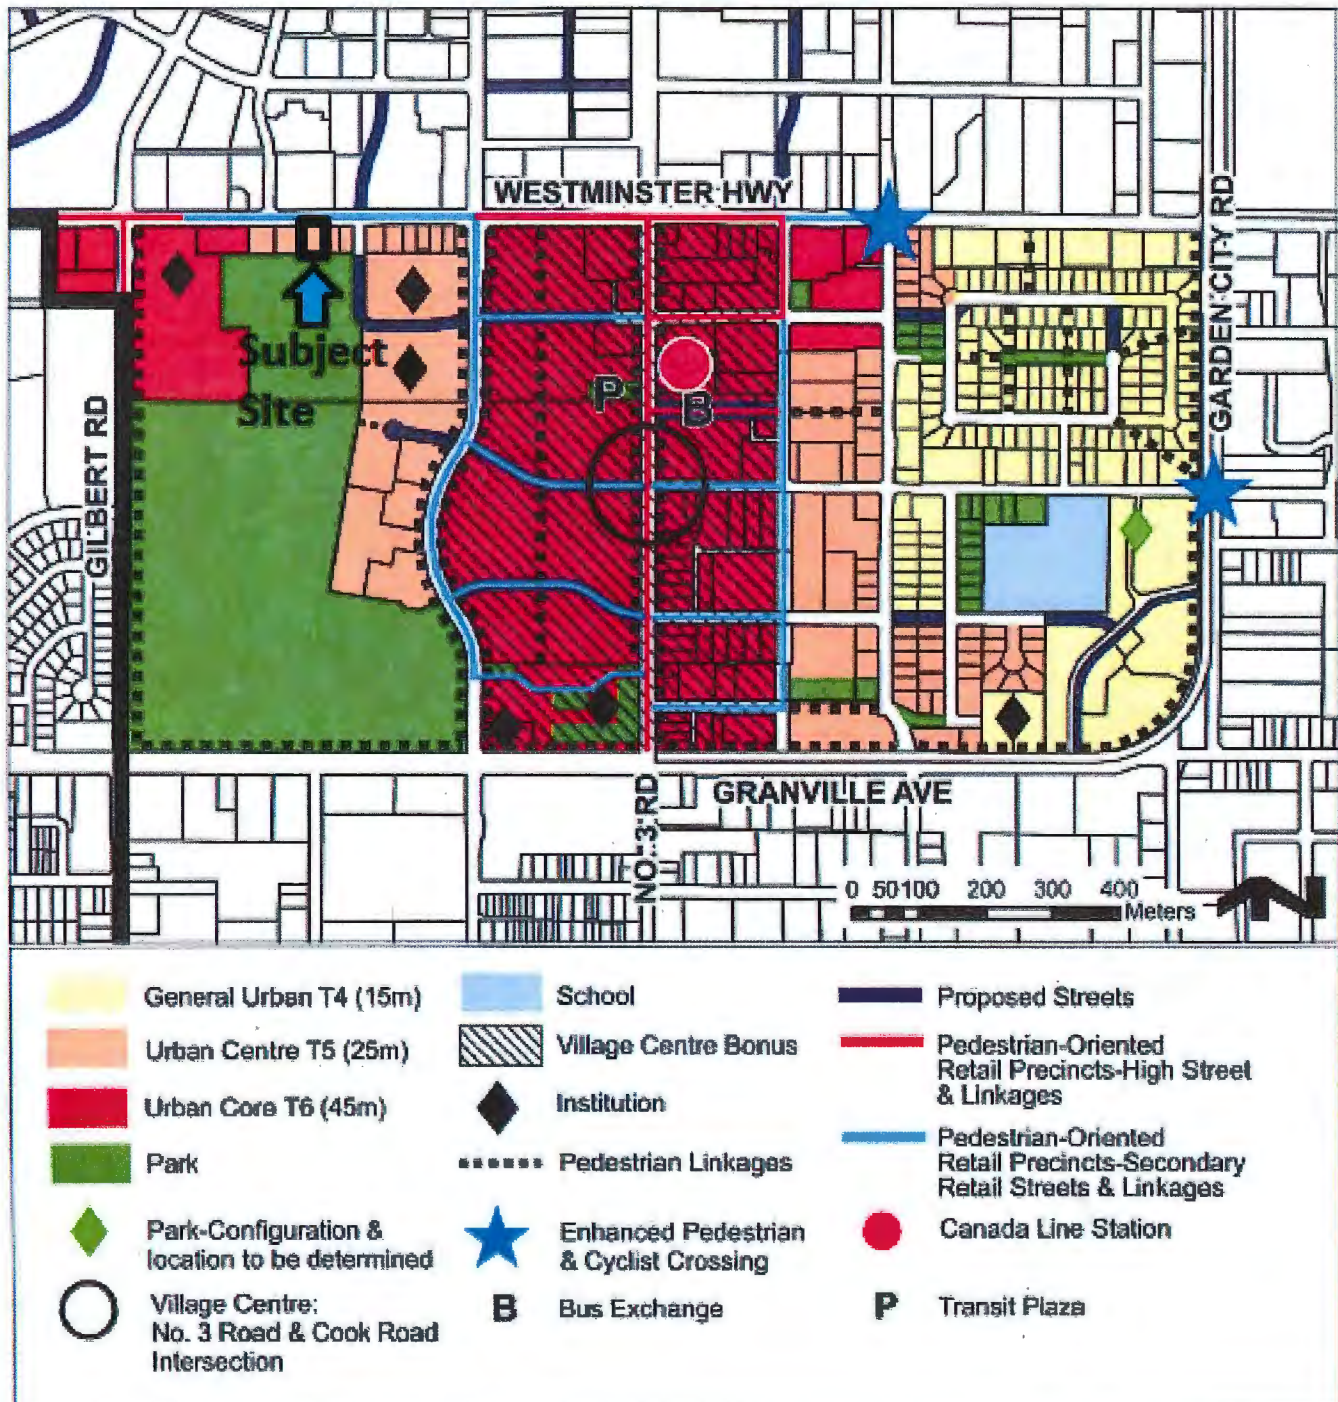 WESTMINSTER HWY
GARDEN CITY RD
Subject
Site
P
B
GILBERT RD
NO. 3 RD
GRANVILLE AVE
0 50 100 200 300 400
Meters
General Urban T4 (15m)
Urban Centre T5 (25m)
Urban Core T6 (45m)
Park
Park-Configuration &
location to be determined
Village Centre:
No. 3 Road & Cook Road
Intersection
School
Village Centre Bonus
Institution
Pedestrian Linkages
Enhanced Pedestrian
& Cyclist Crossing
B Bus Exchange
Proposed Streets
Pedestrian-Oriented
Retail Precincts-High Street
& Linkages
Pedestrian-Oriented
Retail Precincts-Secondary
Retail Streets & Linkages
Canada Line Station
P Transit Plaza